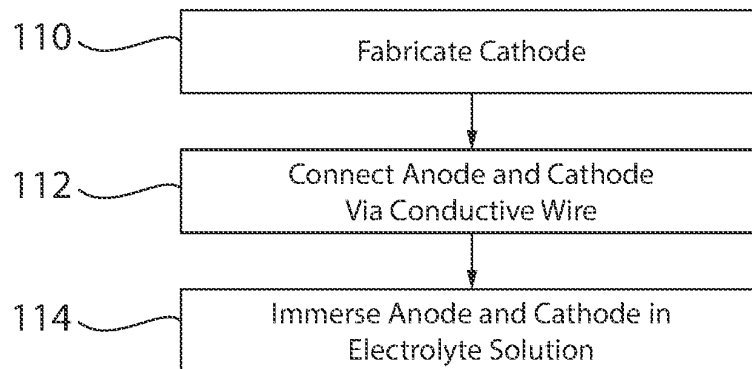 110
Fabricate Cathode
112
Connect Anode and Cathode
Via Conductive Wire
114
Immerse Anode and Cathode in
Electrolyte Solution